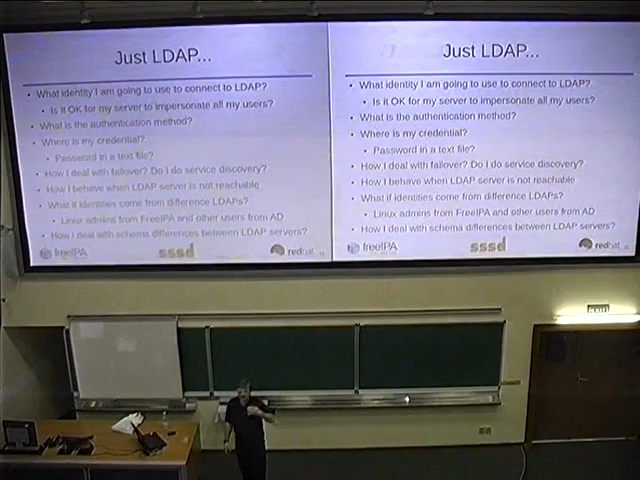 Just LDAP...
• What identity I am going to use to connect to LDAP?
• Is it OK for my server to impersonate all my users?
• What is the authentication method?
• Where is my credential?
• Password in a text file?
• How I deal with failover? Do I do service discovery?
• How I behave when LDAP server is not reachable
• What if identities come from difference LDAPs?
• Linux admins from FreeIPA and other users from AD
• How I deal with schema differences between LDAP servers?
freeIPA
sssd
redhat
Just LDAP...
• What identity I am going to use to connect to LDAP?
• Is it OK for my server to impersonate all my users?
• What is the authentication method?
• Where is my credential?
• Password in a text file?
• How I deal with failover? Do I do service discovery?
• How I behave when LDAP server is not reachable
• What if identities come from difference LDAPs?
• Linux admins from FreeIPA and other users from AD
• How I deal with schema differences between LDAP servers?
freeIPA
sssd
redhat